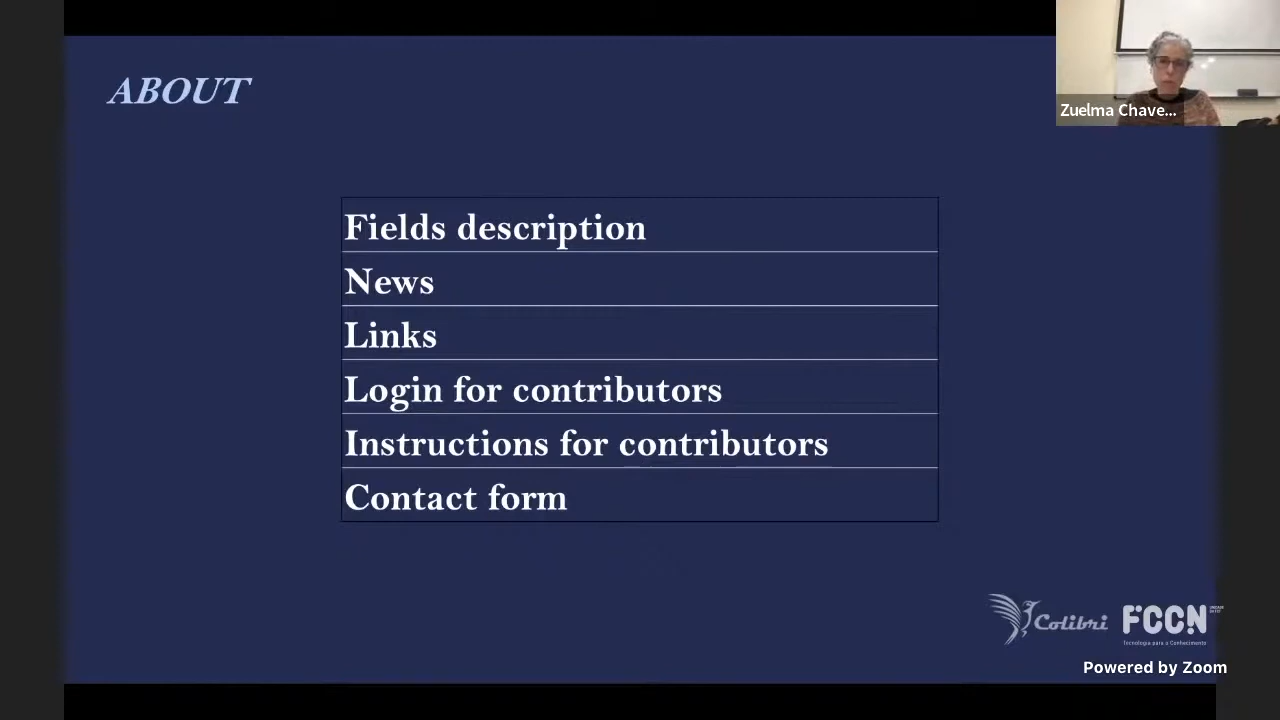 ABOUT
Zuelma Chave...
Fields description
News
Links
Login for contributors
Instructions for contributors
Contact form
Colibri FCCN
Tecnologia para o Conhecimento
Powered by Zoom